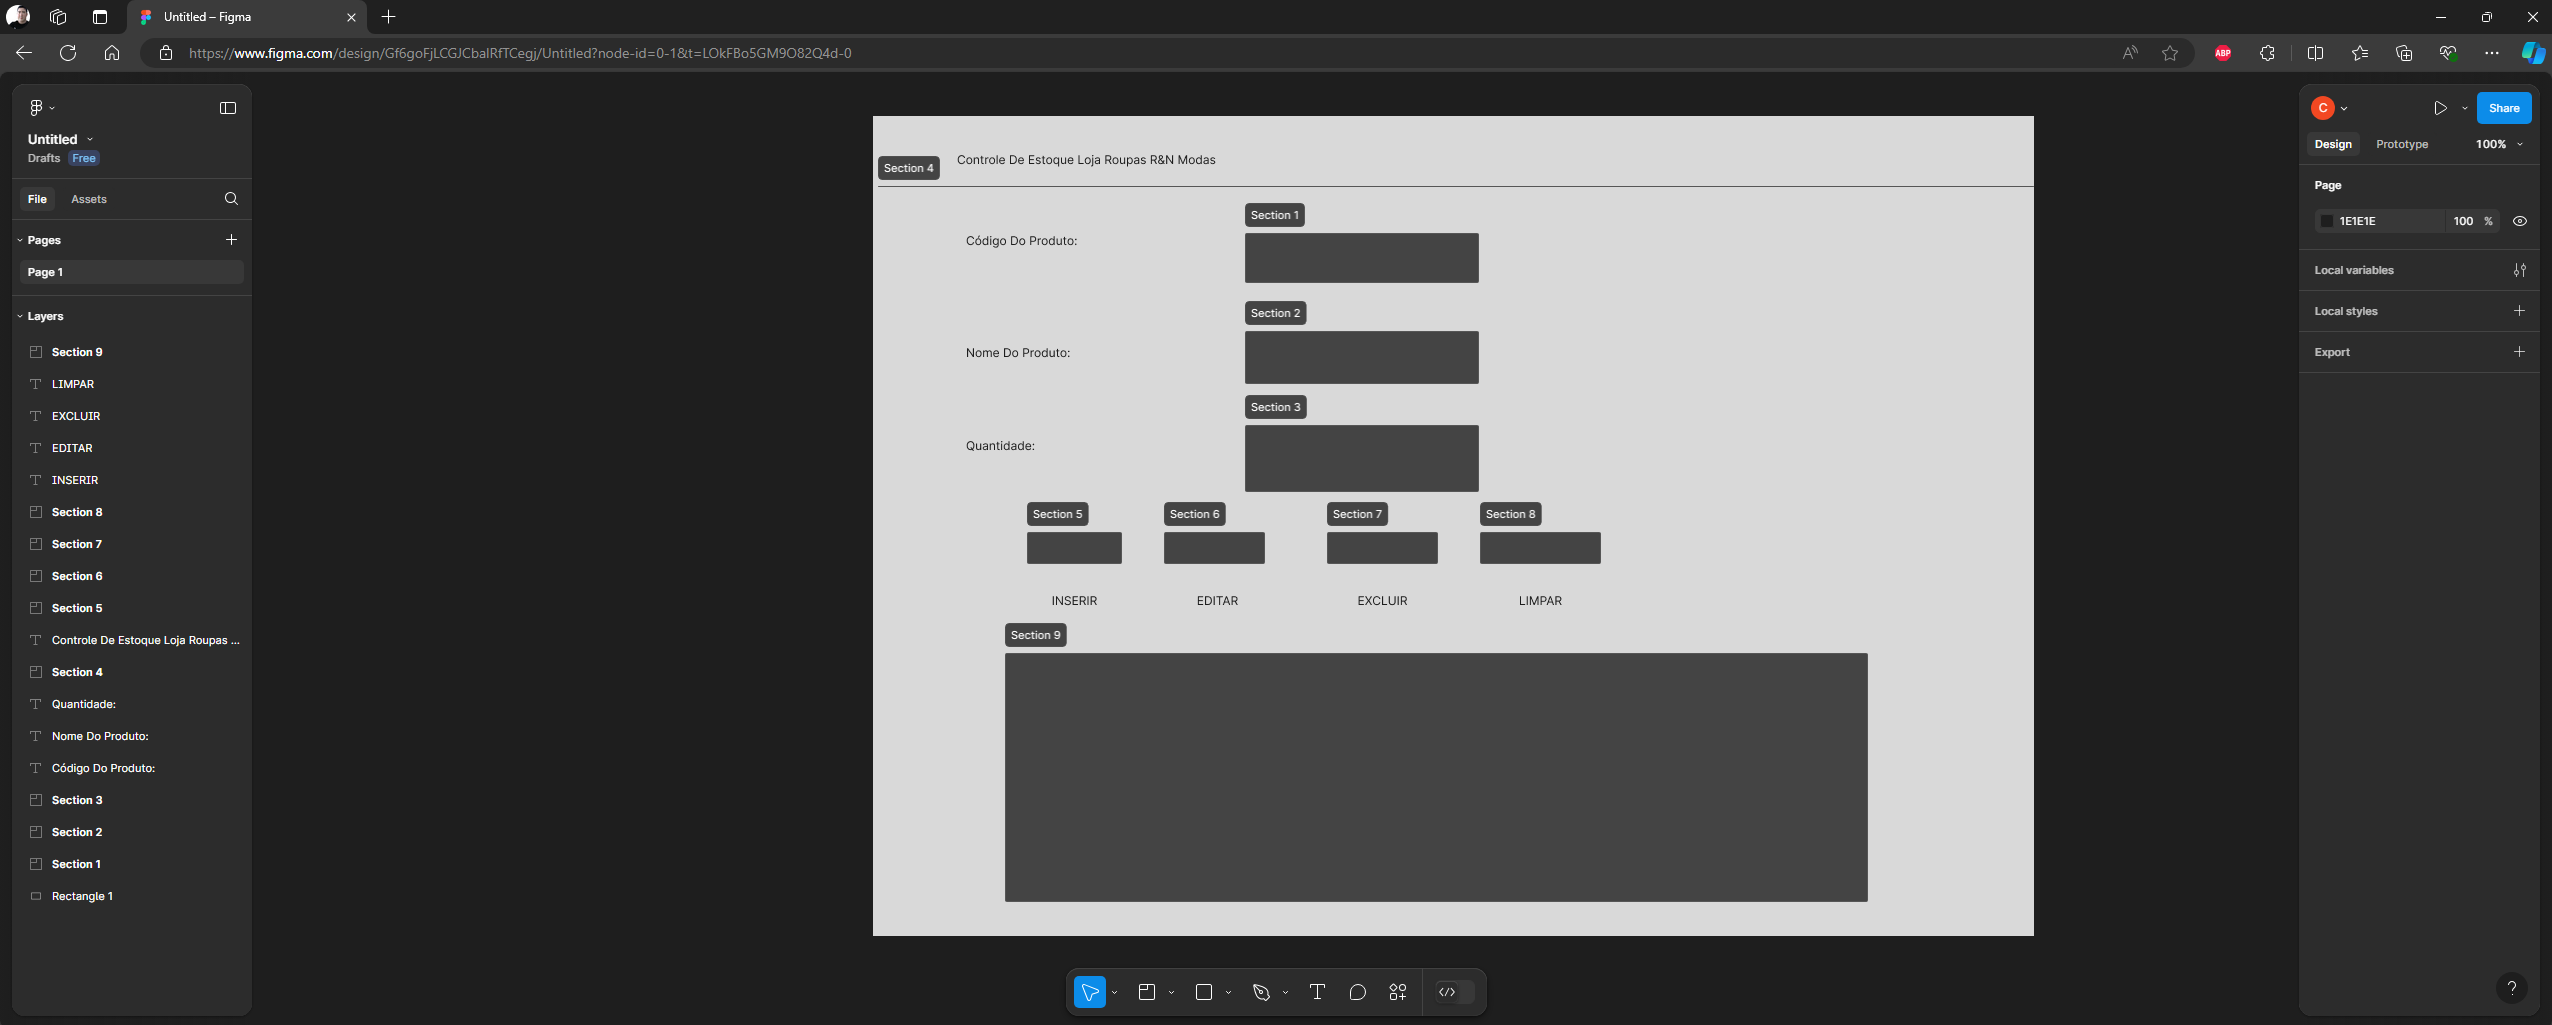 Untitled – Figma
https://www.figma.com/design/Gf6goFjLCGJCbalRfTCegj/Untitled?node-id=0-1&t=LOkFBo5GM9O82Q4d-0
ABP
Untitled
Drafts Free
File Assets
Pages
Page 1
Layers
Section 9
LIMPAR
EXCLUIR
EDITAR
INSERIR
Section 8
Section 7
Section 6
Section 5
Controle De Estoque Loja Roupas ...
Section 4
Quantidade:
Nome Do Produto:
Código Do Produto:
Section 3
Section 2
Section 1
Rectangle 1
Section 4
Controle De Estoque Loja Roupas R&N Modas
Section 1
Código Do Produto:
Section 2
Nome Do Produto:
Section 3
Quantidade:
Section 5 Section 6 Section 7 Section 8
INSERIR EDITAR EXCLUIR LIMPAR
Section 9
C
Share
Design Prototype 100%
Page
1E1E1E 100 %
Local variables
Local styles
Export
?